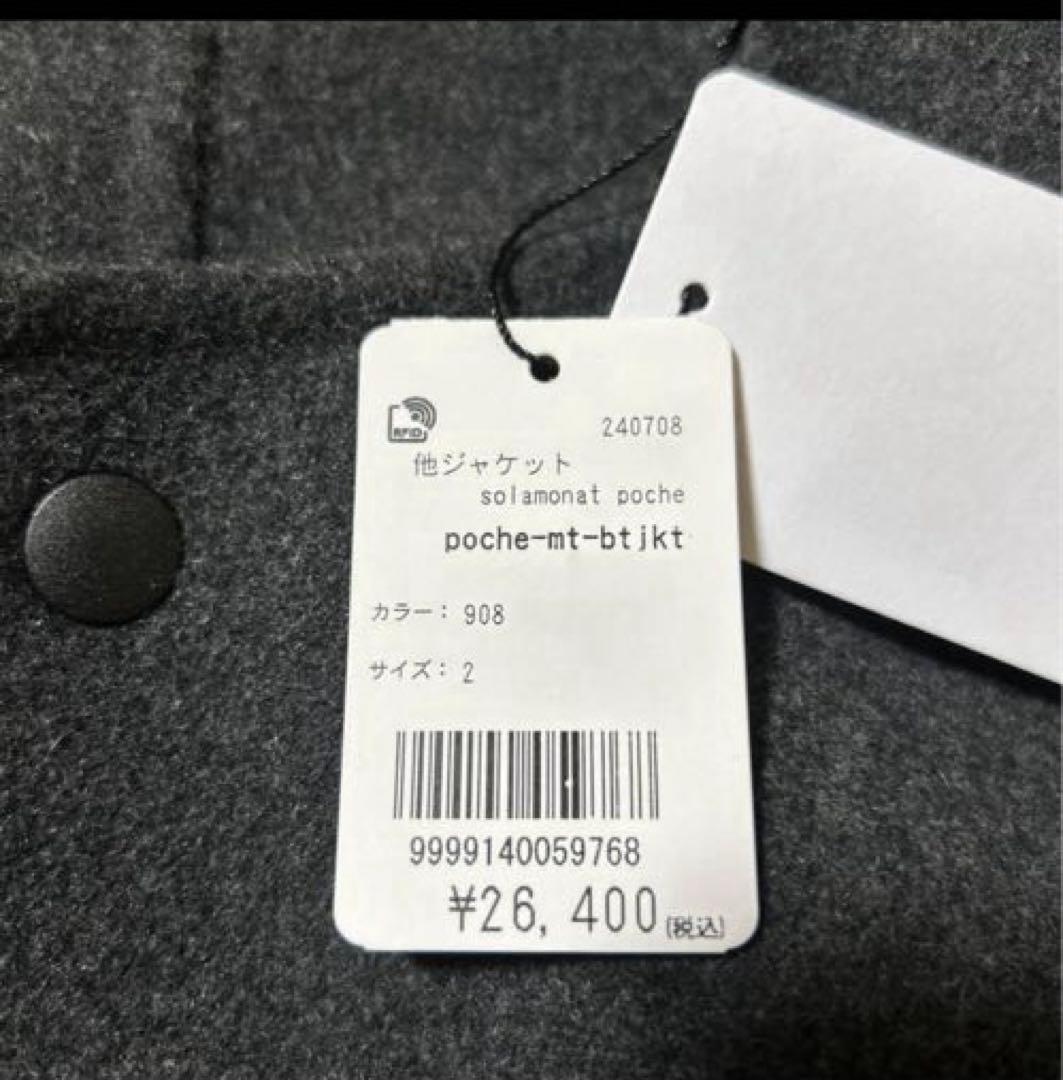 RFID
240708
他ジャケット
solamonat poche
poche-mt-btjkt
カラー: 908
サイズ: 2
9999140059768
¥26,400(税込)